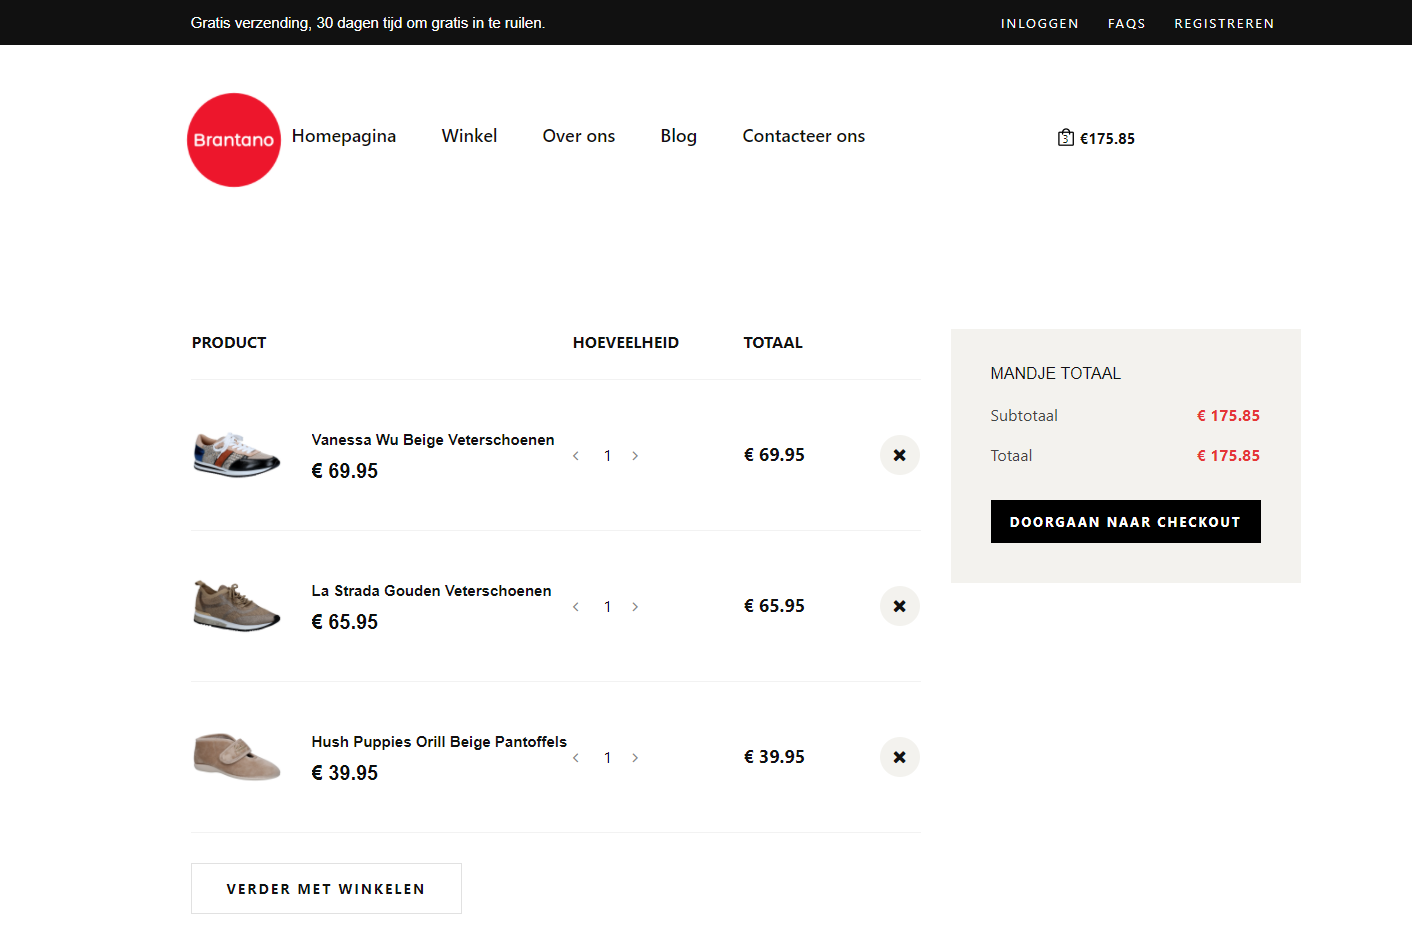 Gratis verzending, 30 dagen tijd om gratis in te ruilen.
INLOGGEN FAQS REGISTREREN
Brantano
Homepagina Winkel Over ons Blog Contacteer ons
3 €175.85
PRODUCT HOEVEELHEID TOTAAL
Vanessa Wu Beige Veterschoenen
€ 69.95
1
€ 69.95
La Strada Gouden Veterschoenen
€ 65.95
1
€ 65.95
Hush Puppies Orill Beige Pantoffels
€ 39.95
1
€ 39.95
VERDER MET WINKELEN
MANDJE TOTAAL
Subtotaal € 175.85
Totaal € 175.85
DOORGAAN NAAR CHECKOUT